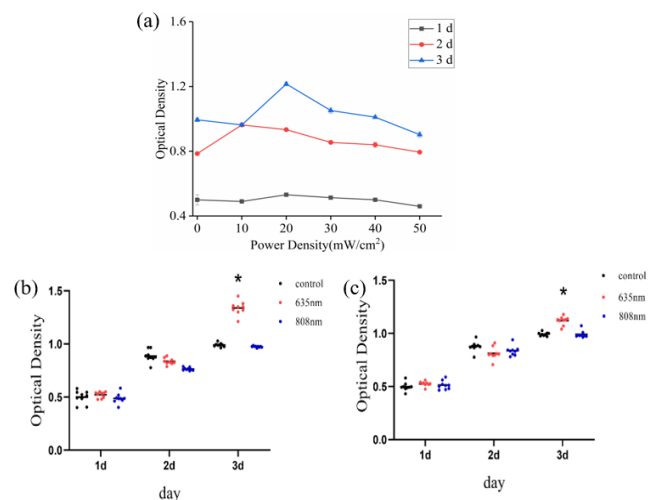 (a)
1.6
1.2
0.8
0.4
Optical Density
1 d
2 d
3 d
0 10 20 30 40 50
Power Density(mW/cm²)
(b)
*
control
635nm
808nm
1.5
1.0
0.5
0.0
Optical Density
1d 2d 3d
day
(c)
*
control
635nm
808nm
1.5
1.0
0.5
0.0
Optical Density
1d 2d 3d
day